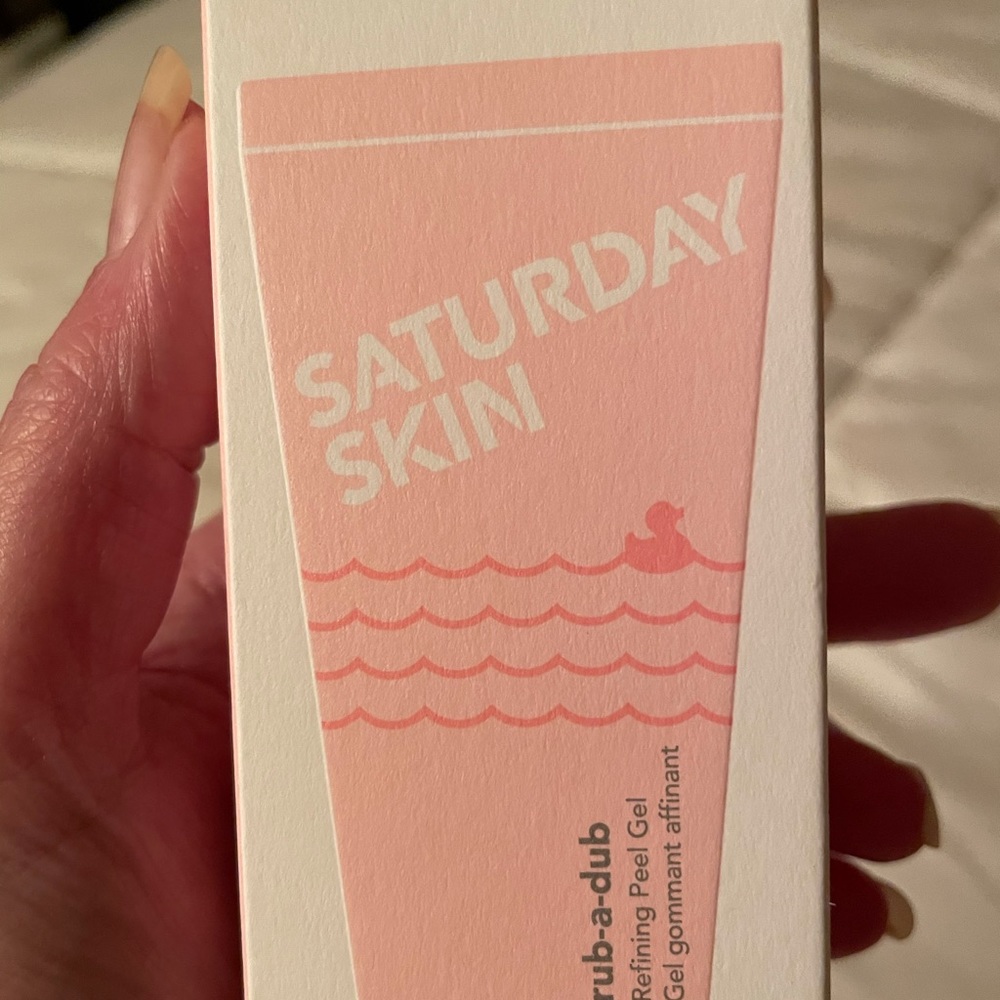 SATURDAY
SKIN
rub-a-dub
Refining Peel Gel
Gel gommant affinant